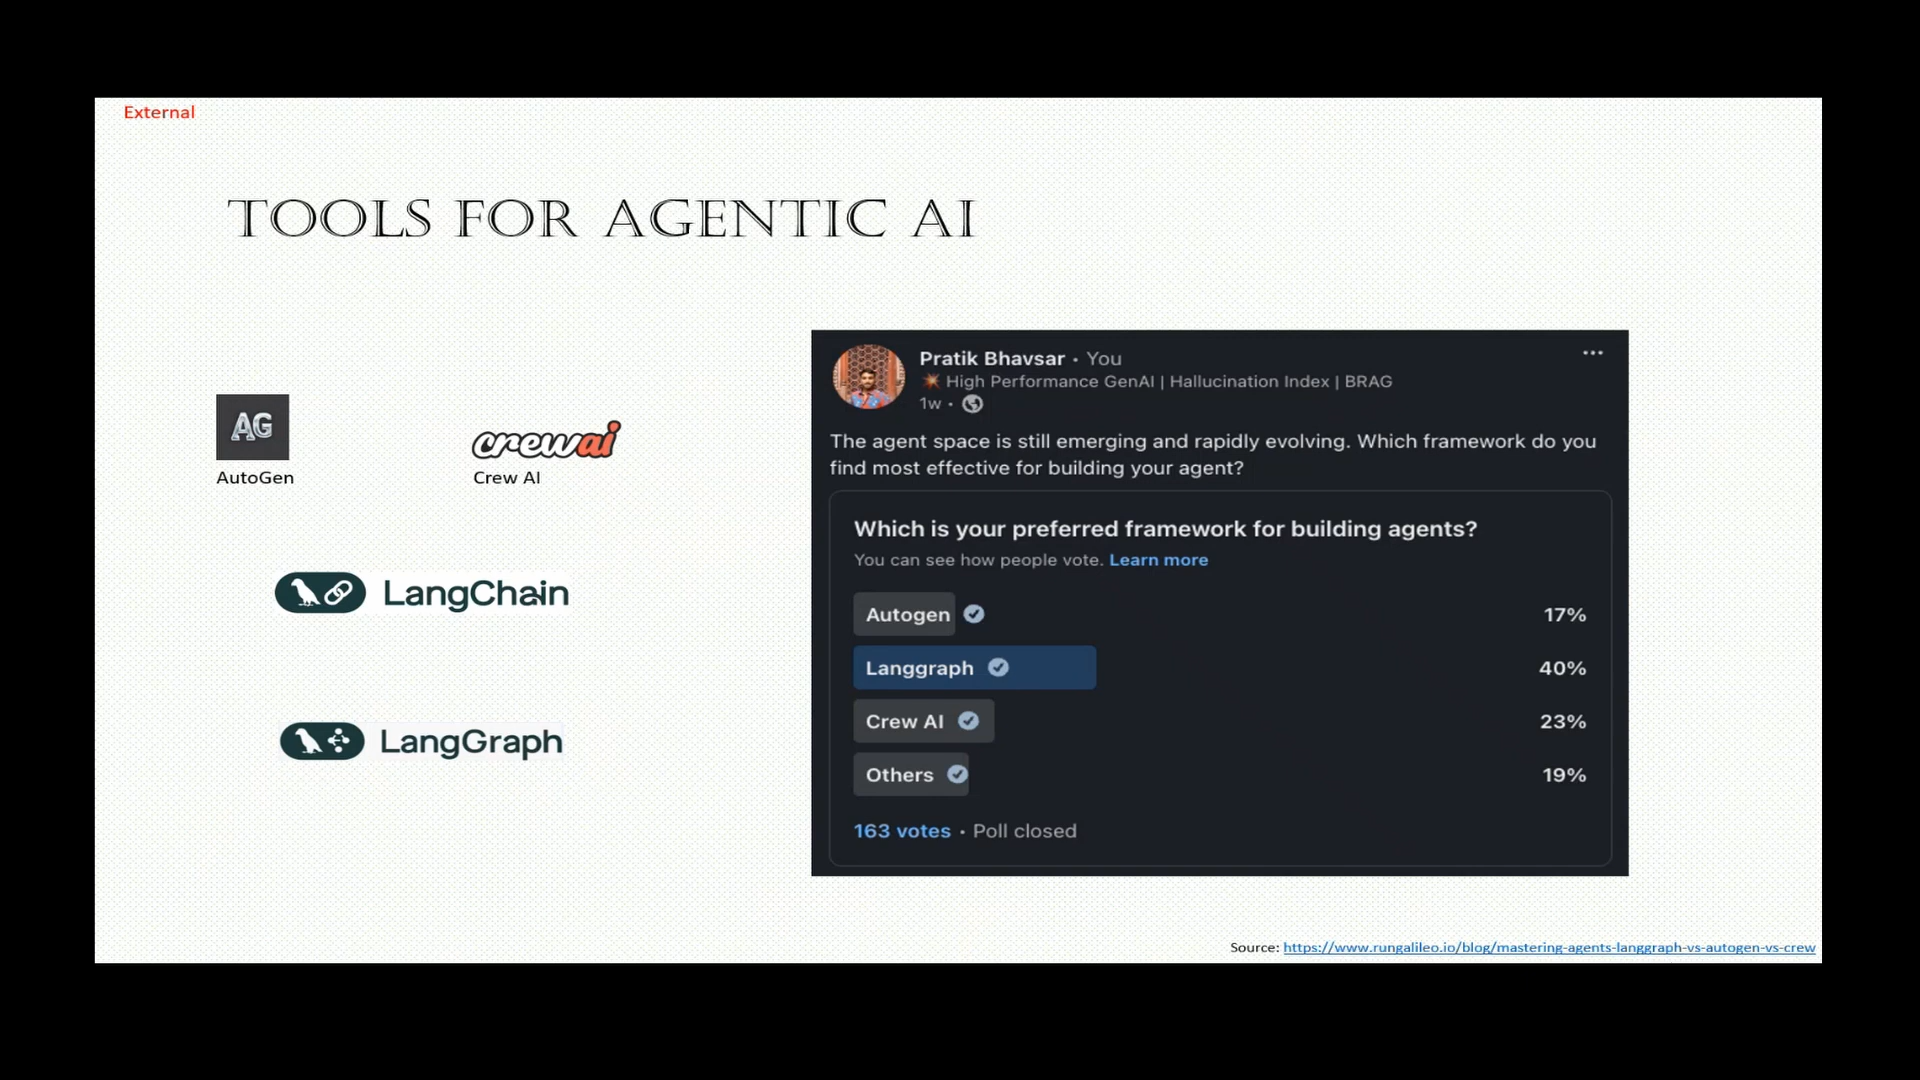 External
TOOLS FOR AGENTIC AI
AG
AutoGen
crewai
Crew AI
LangChain
LangGraph
Pratik Bhavsar • You
High Performance GenAI | Hallucination Index | BRAG
1w •
The agent space is still emerging and rapidly evolving. Which framework do you
find most effective for building your agent?
Which is your preferred framework for building agents?
You can see how people vote. Learn more
Autogen 17%
Langgraph 40%
Crew AI 23%
Others 19%
163 votes • Poll closed
Source: https://www.rungalileo.io/blog/mastering-agents-langgraph-vs-autogen-vs-crew